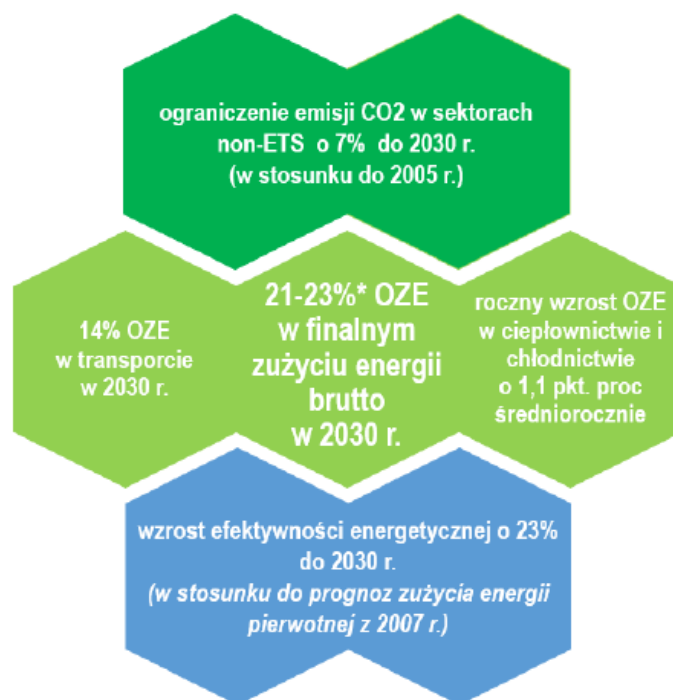 ograniczenie emisji CO2 w sektorach
non-ETS o 7% do 2030 r.
(w stosunku do 2005 r.)
14% OZE
w transporcie
w 2030 r.
21-23%* OZE
w finalnym
zużyciu energii
brutto
w 2030 r.
roczny wzrost OZE
w ciepłownictwie i
chłodnictwie
o 1,1 pkt. proc
średniorocznie
wzrost efektywności energetycznej o 23%
do 2030 r.
(w stosunku do prognoz zużycia energii
pierwotnej z 2007 r.)